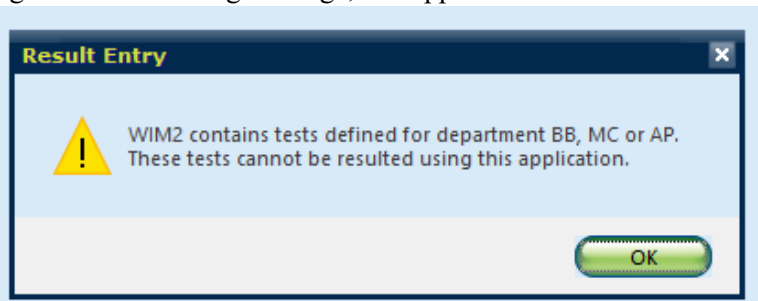 Result Entry
WIM2 contains tests defined for department BB, MC or AP.
These tests cannot be resulted using this application.
OK